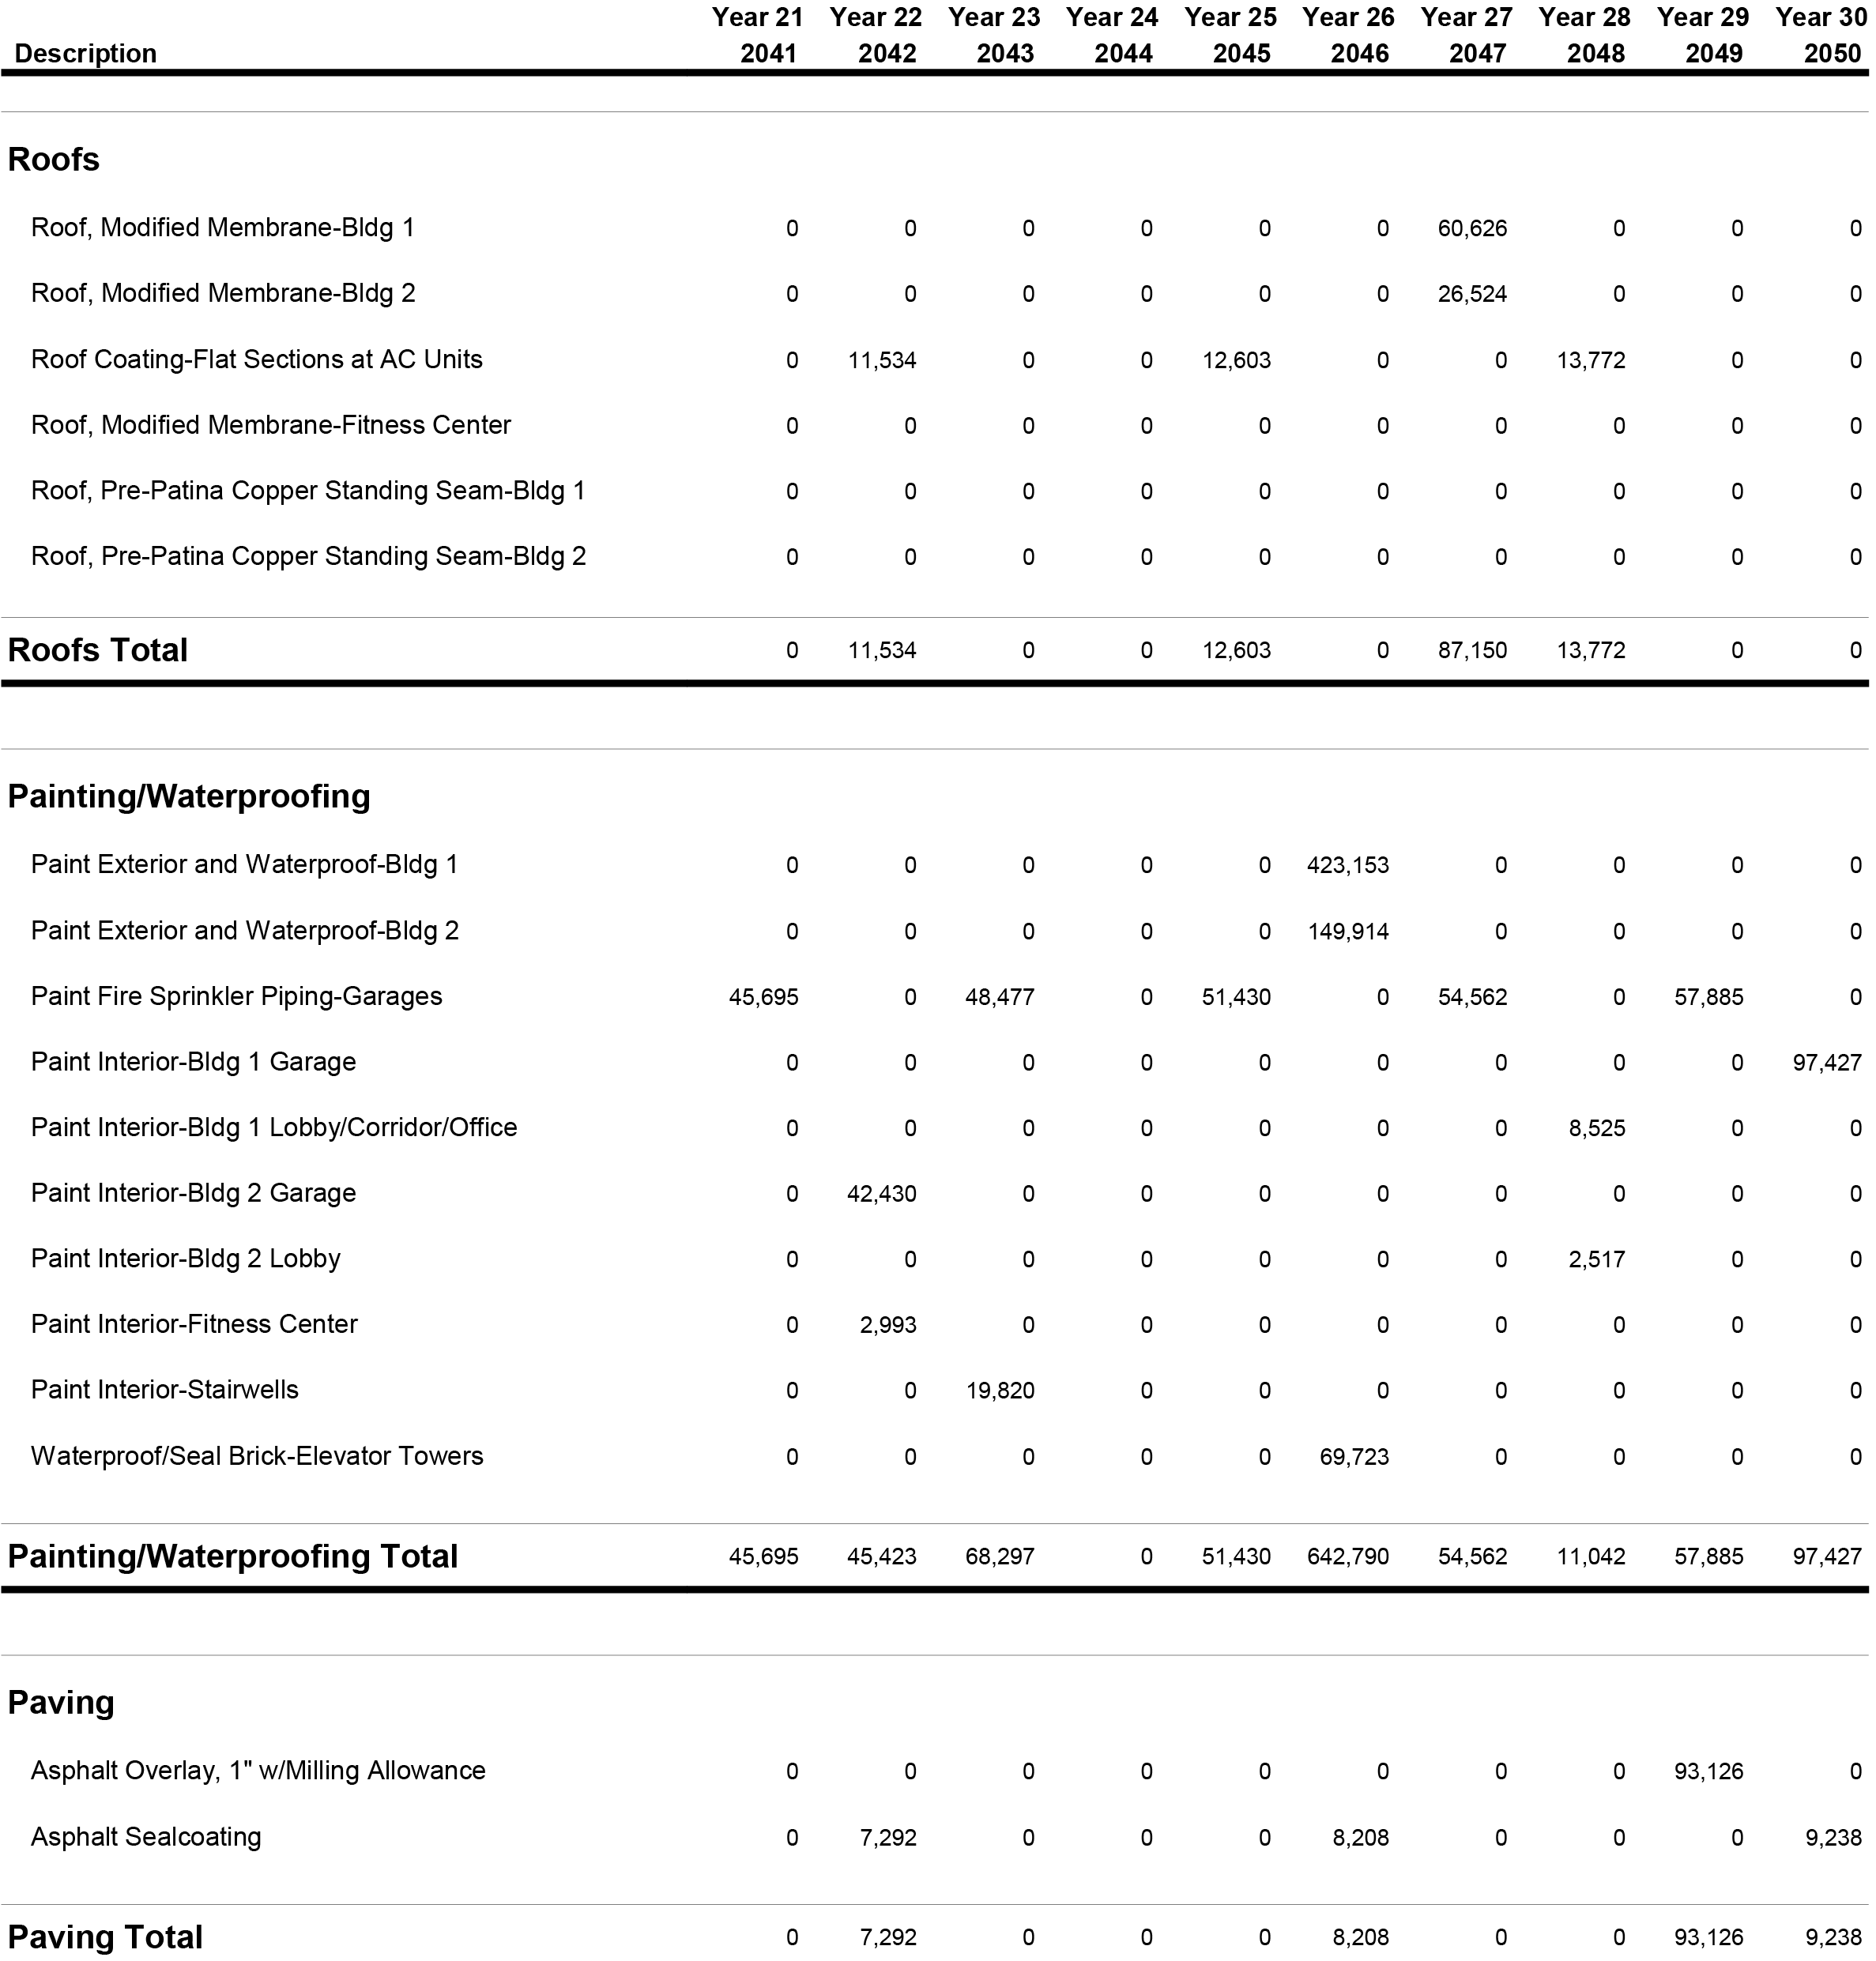 Year 21 Year 22 Year 23 Year 24 Year 25 Year 26 Year 27 Year 28 Year 29 Year 30
Description 2041 2042 2043 2044 2045 2046 2047 2048 2049 2050
Roofs
Roof, Modified Membrane-Bldg 1 0 0 0 0 0 0 60,626 0 0 0
Roof, Modified Membrane-Bldg 2 0 0 0 0 0 0 26,524 0 0 0
Roof Coating-Flat Sections at AC Units 0 11,534 0 0 12,603 0 0 13,772 0 0
Roof, Modified Membrane-Fitness Center 0 0 0 0 0 0 0 0 0 0
Roof, Pre-Patina Copper Standing Seam-Bldg 1 0 0 0 0 0 0 0 0 0 0
Roof, Pre-Patina Copper Standing Seam-Bldg 2 0 0 0 0 0 0 0 0 0 0
Roofs Total 0 11,534 0 0 12,603 0 87,150 13,772 0 0
Painting/Waterproofing
Paint Exterior and Waterproof-Bldg 1 0 0 0 0 0 423,153 0 0 0 0
Paint Exterior and Waterproof-Bldg 2 0 0 0 0 0 149,914 0 0 0 0
Paint Fire Sprinkler Piping-Garages 45,695 0 48,477 0 51,430 0 54,562 0 57,885 0
Paint Interior-Bldg 1 Garage 0 0 0 0 0 0 0 0 0 97,427
Paint Interior-Bldg 1 Lobby/Corridor/Office 0 0 0 0 0 0 0 8,525 0 0
Paint Interior-Bldg 2 Garage 0 42,430 0 0 0 0 0 0 0 0
Paint Interior-Bldg 2 Lobby 0 0 0 0 0 0 0 2,517 0 0
Paint Interior-Fitness Center 0 2,993 0 0 0 0 0 0 0 0
Paint Interior-Stairwells 0 0 19,820 0 0 0 0 0 0 0
Waterproof/Seal Brick-Elevator Towers 0 0 0 0 0 69,723 0 0 0 0
Painting/Waterproofing Total 45,695 45,423 68,297 0 51,430 642,790 54,562 11,042 57,885 97,427
Paving
Asphalt Overlay, 1" w/Milling Allowance 0 0 0 0 0 0 0 0 93,126 0
Asphalt Sealcoating 0 7,292 0 0 0 8,208 0 0 0 9,238
Paving Total 0 7,292 0 0 0 8,208 0 0 93,126 9,238